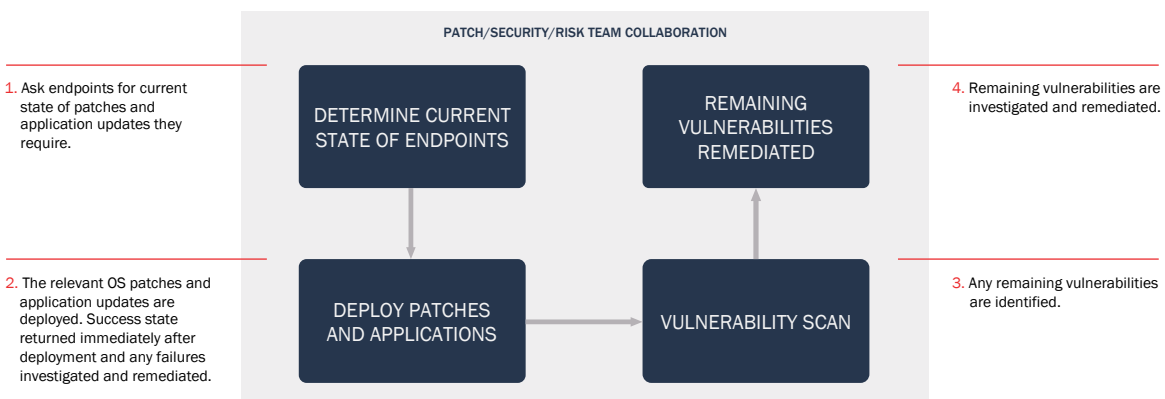 PATCH/SECURITY/RISK TEAM COLLABORATION
1. Ask endpoints for current
state of patches and
application updates they
require.
DETERMINE CURRENT
STATE OF ENDPOINTS
REMAINING
VULNERABILITIES
REMEDIATED
4. Remaining vulnerabilities are
investigated and remediated.
2. The relevant OS patches and
application updates are
deployed. Success state
returned immediately after
deployment and any failures
investigated and remediated.
DEPLOY PATCHES
AND APPLICATIONS
VULNERABILITY SCAN
3. Any remaining vulnerabilities
are identified.